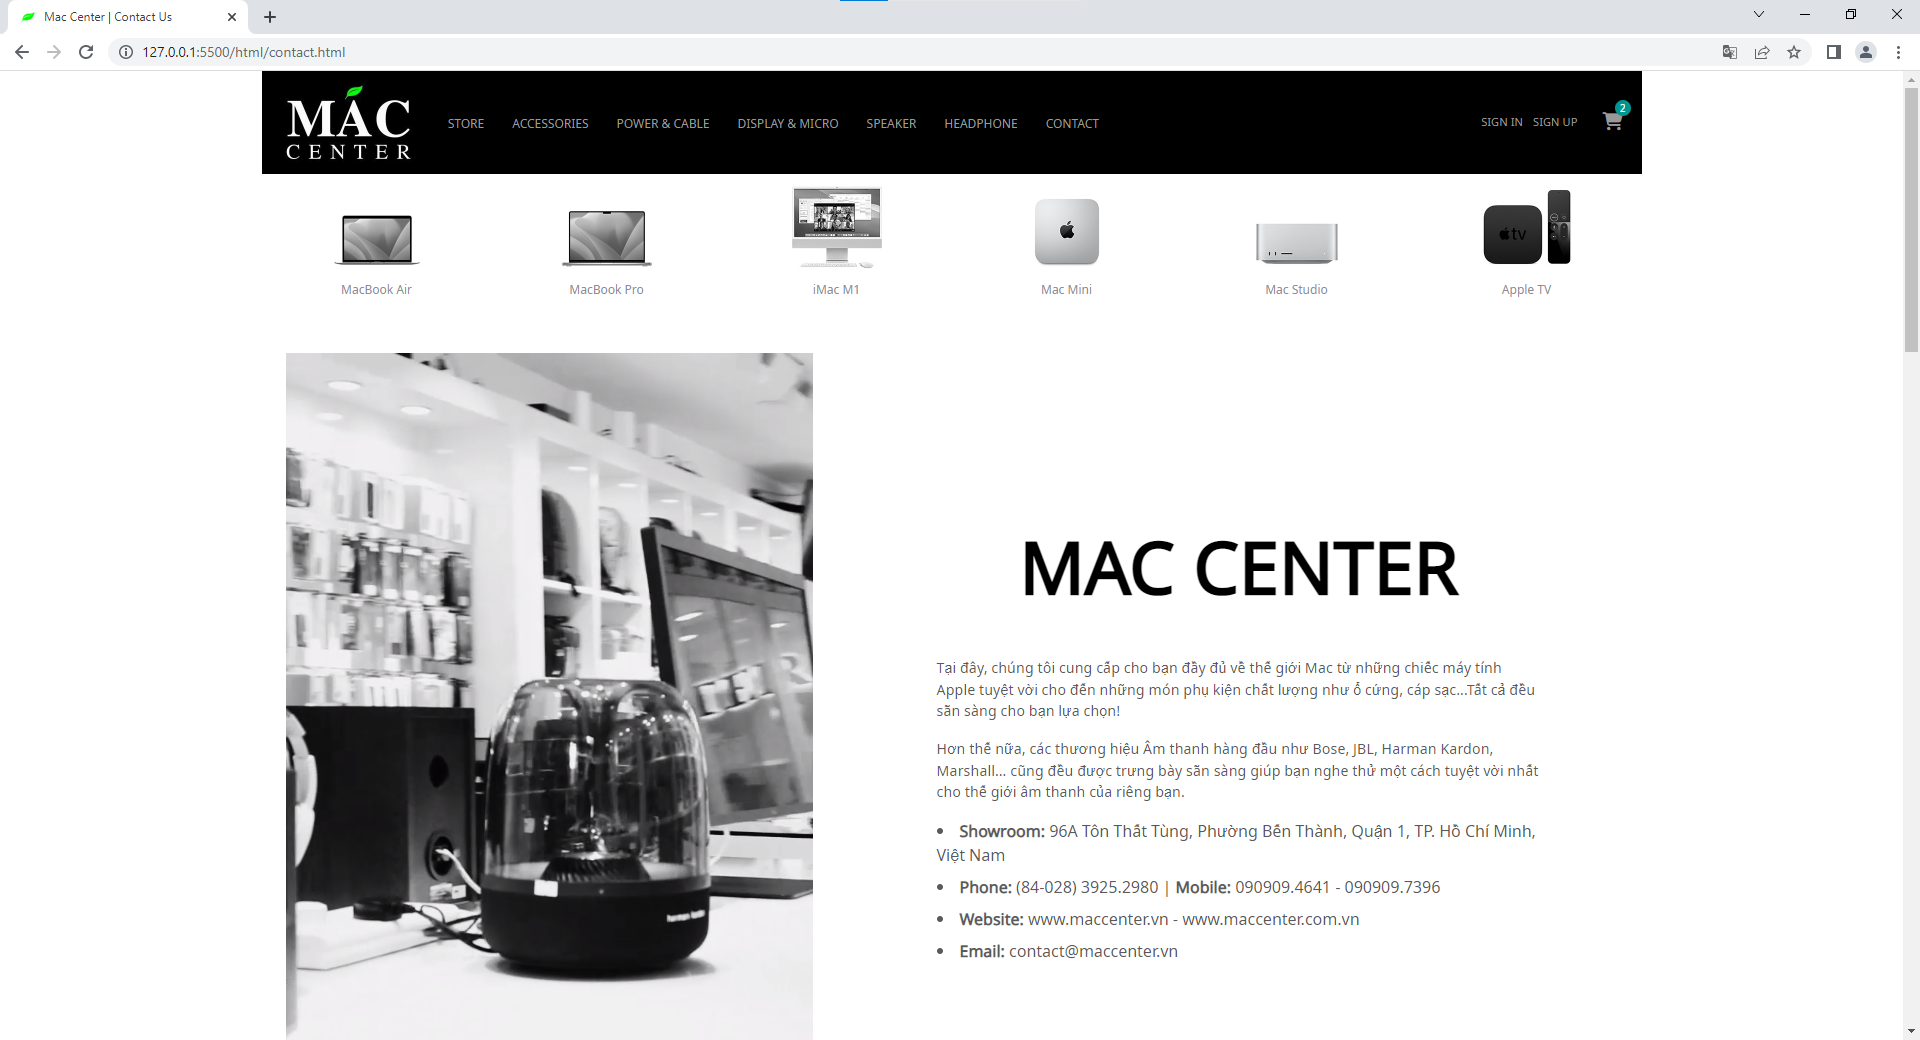 Mac Center | Contact Us
127.0.0.1:5500/html/contact.html
MAC
CENTER
STORE
ACCESSORIES
POWER & CABLE
DISPLAY & MICRO
SPEAKER
HEADPHONE
CONTACT
SIGN IN
SIGN UP
2
tv
MacBook Air
MacBook Pro
iMac M1
Mac Mini
Mac Studio
Apple TV
MAC CENTER
Tại đây, chúng tôi cung cấp cho bạn đầy đủ về thế giới Mac từ những chiếc máy tính
Apple tuyệt vời cho đến những món phụ kiện chất lượng như ổ cứng, cáp sạc...Tất cả đều
sẵn sàng cho bạn lựa chọn!
Hơn thế nữa, các thương hiệu Âm thanh hàng đầu như Bose, JBL, Harman Kardon,
Marshall... cũng đều được trưng bày sẵn sàng giúp bạn nghe thử một cách tuyệt vời nhất
cho thế giới âm thanh của riêng bạn.
• Showroom: 96A Tôn Thất Tùng, Phường Bến Thành, Quận 1, TP. Hồ Chí Minh,
Việt Nam
• Phone: (84-028) 3925.2980 | Mobile: 090909.4641 - 090909.7396
• Website: www.maccenter.vn - www.maccenter.com.vn
• Email: contact@maccenter.vn
harman kardon